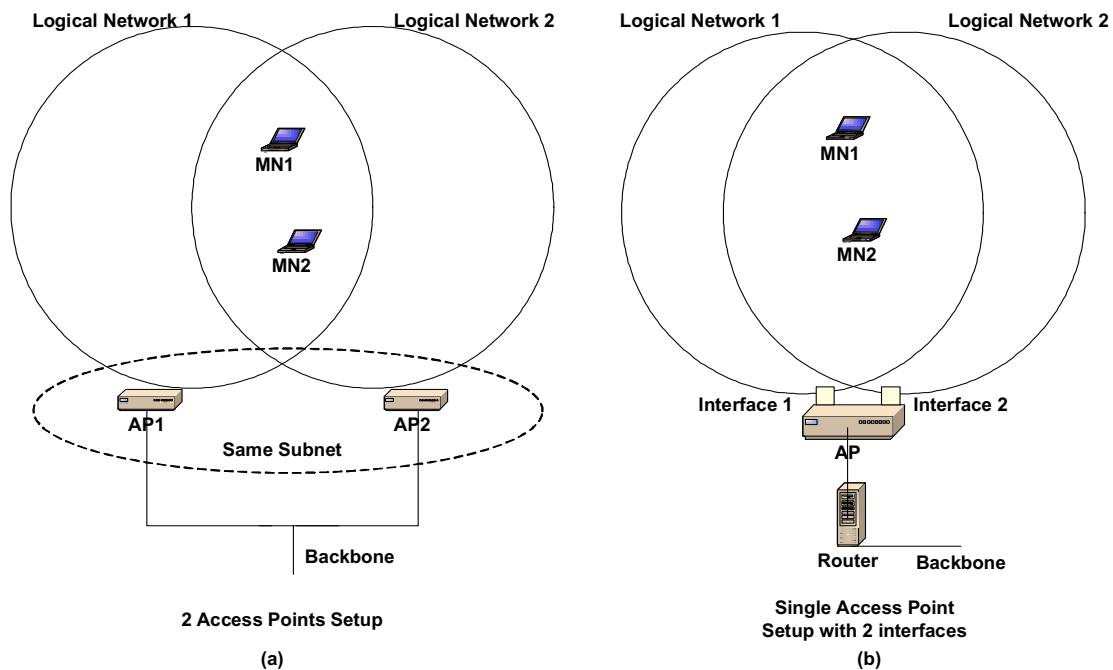 Logical Network 1
Logical Network 2
MN1
MN2
AP1
AP2
Same Subnet
Backbone
2 Access Points Setup
(a)
Logical Network 1
Logical Network 2
MN1
MN2
Interface 1
Interface 2
AP
Router
Backbone
Single Access Point
Setup with 2 interfaces
(b)